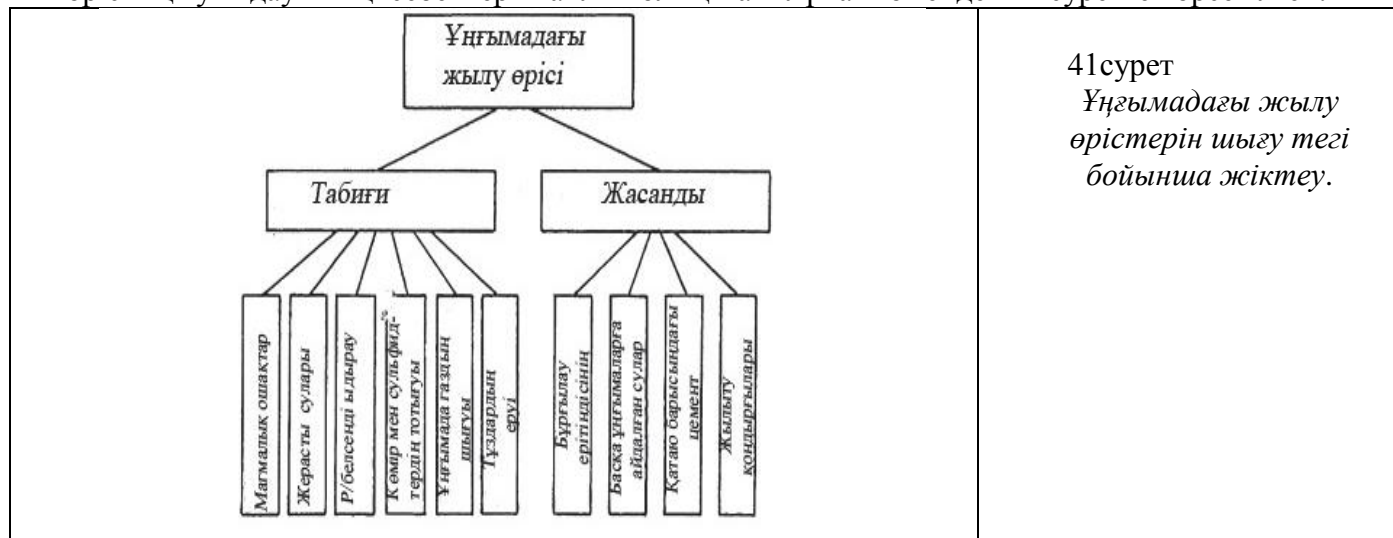 Ұңғымадағы
жылу өрісі
Табиғи
Жасанды
Магмалық ошақтар
Жерасты сулары
Р/белсенді ыдырау
Көмір мен сульфид-
тердің тотығуы
Ұңғымада газдың
шығуы
Тұздардың
еруі
Бұрғылау
ерітіндісінің
Басқа ұңғымаларға
айдалған сулар
Қатаю барысындағы
цемент
Жылыту
қондырғылары
41сурет
Ұңғымадағы жылу
өрістерін шығу тегі
бойынша жіктеу.